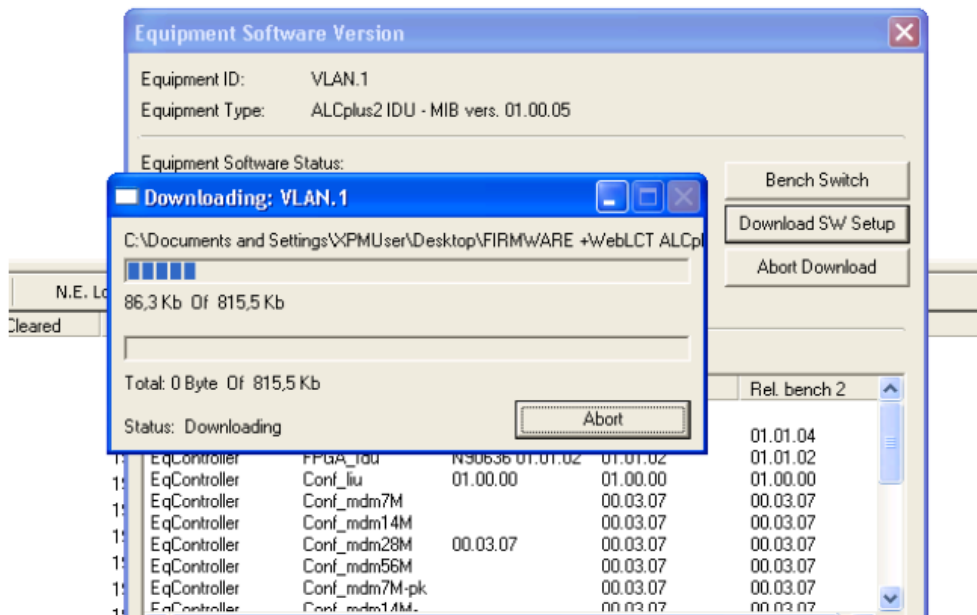 Equipment Software Version
Equipment ID: VLAN.1
Equipment Type: ALCplus2 IDU - MIB vers. 01.00.05
Equipment Software Status:
Bench Switch
Downloading: VLAN.1
Download SW Setup
C:\Documents and Settings\XPMUser\Desktop\FIRMWARE +WebLCT ALCpl
Abort Download
N.E. Lo
86,3 Kb Of 815,5 Kb
Cleared
Total: 0 Byte Of 815,5 Kb
Rel. bench 2
Abort
Status: Downloading
01.01.04
EqController FPGA_Idu N90636 01.01.02 01.01.02 01.01.02
EqController Conf_liu 01.00.00 01.00.00 01.00.00
EqController Conf_mdm7M 00.03.07 00.03.07
EqController Conf_mdm14M 00.03.07 00.03.07
EqController Conf_mdm28M 00.03.07 00.03.07 00.03.07
EqController Conf_mdm56M 00.03.07 00.03.07
EqController Conf_mdm7M-pk 00.03.07 00.03.07
EqController Conf_mdm14M- 00.03.07 00.03.07